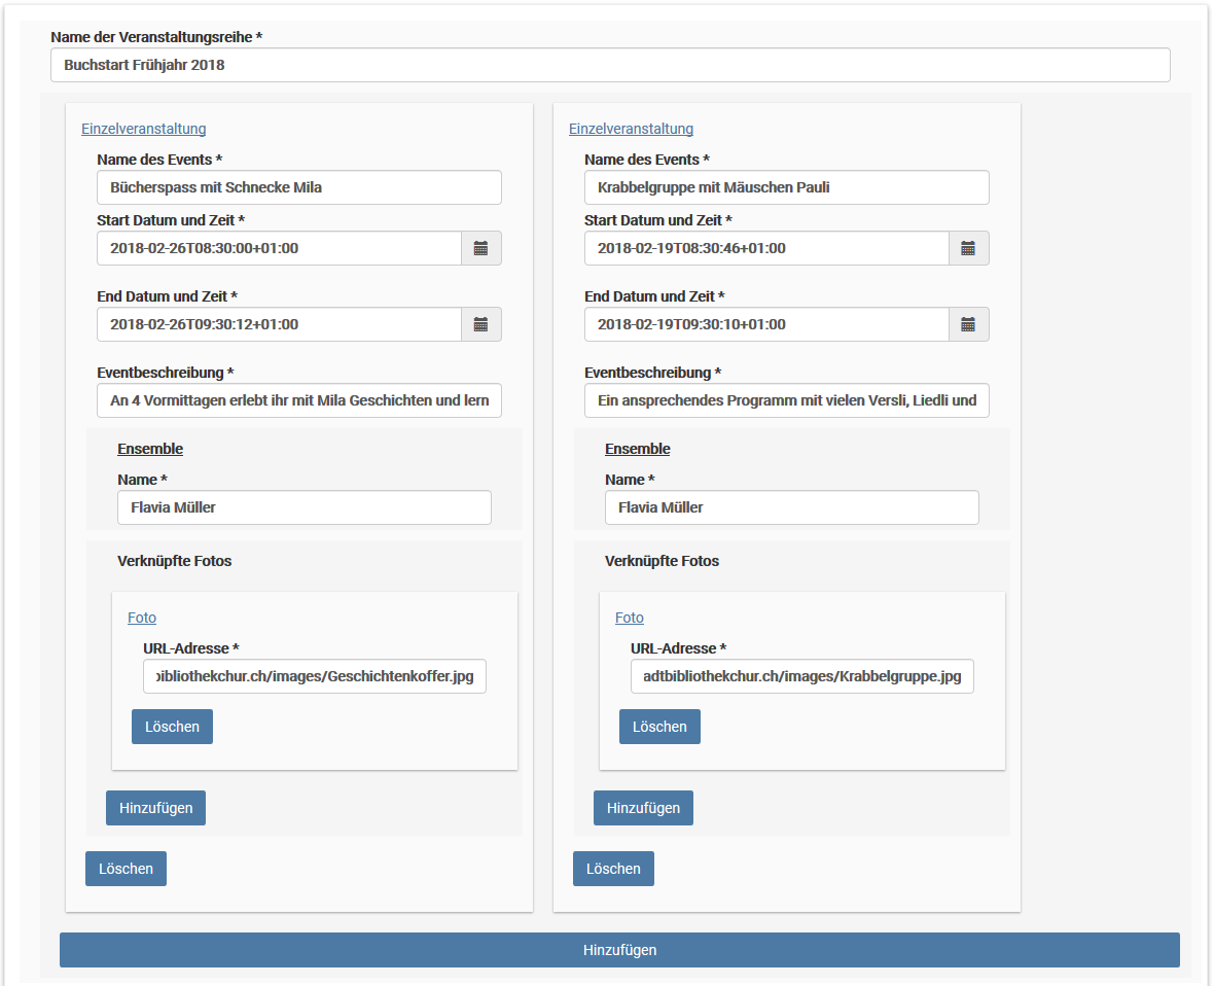 Name der Veranstaltungsreihe *
Buchstart Frühjahr 2018
Einzelveranstaltung
Name des Events *
Bücherspass mit Schnecke Mila
Start Datum und Zeit *
2018-02-26T08:30:00+01:00
End Datum und Zeit *
2018-02-26T09:30:12+01:00
Eventbeschreibung *
An 4 Vormittagen erlebt ihr mit Mila Geschichten und lern
Ensemble
Name *
Flavia Müller
Verknüpfte Fotos
Foto
URL-Adresse *
bibliothekchur.ch/images/Geschichtenkoffer.jpg
Löschen
Hinzufügen
Löschen
Einzelveranstaltung
Name des Events *
Krabbelgruppe mit Mäuschen Pauli
Start Datum und Zeit *
2018-02-19T08:30:46+01:00
End Datum und Zeit *
2018-02-19T09:30:10+01:00
Eventbeschreibung *
Ein ansprechendes Programm mit vielen Versli, Liedli und
Ensemble
Name *
Flavia Müller
Verknüpfte Fotos
Foto
URL-Adresse *
adtbibliothekchur.ch/images/Krabbelgruppe.jpg
Löschen
Hinzufügen
Löschen
Hinzufügen